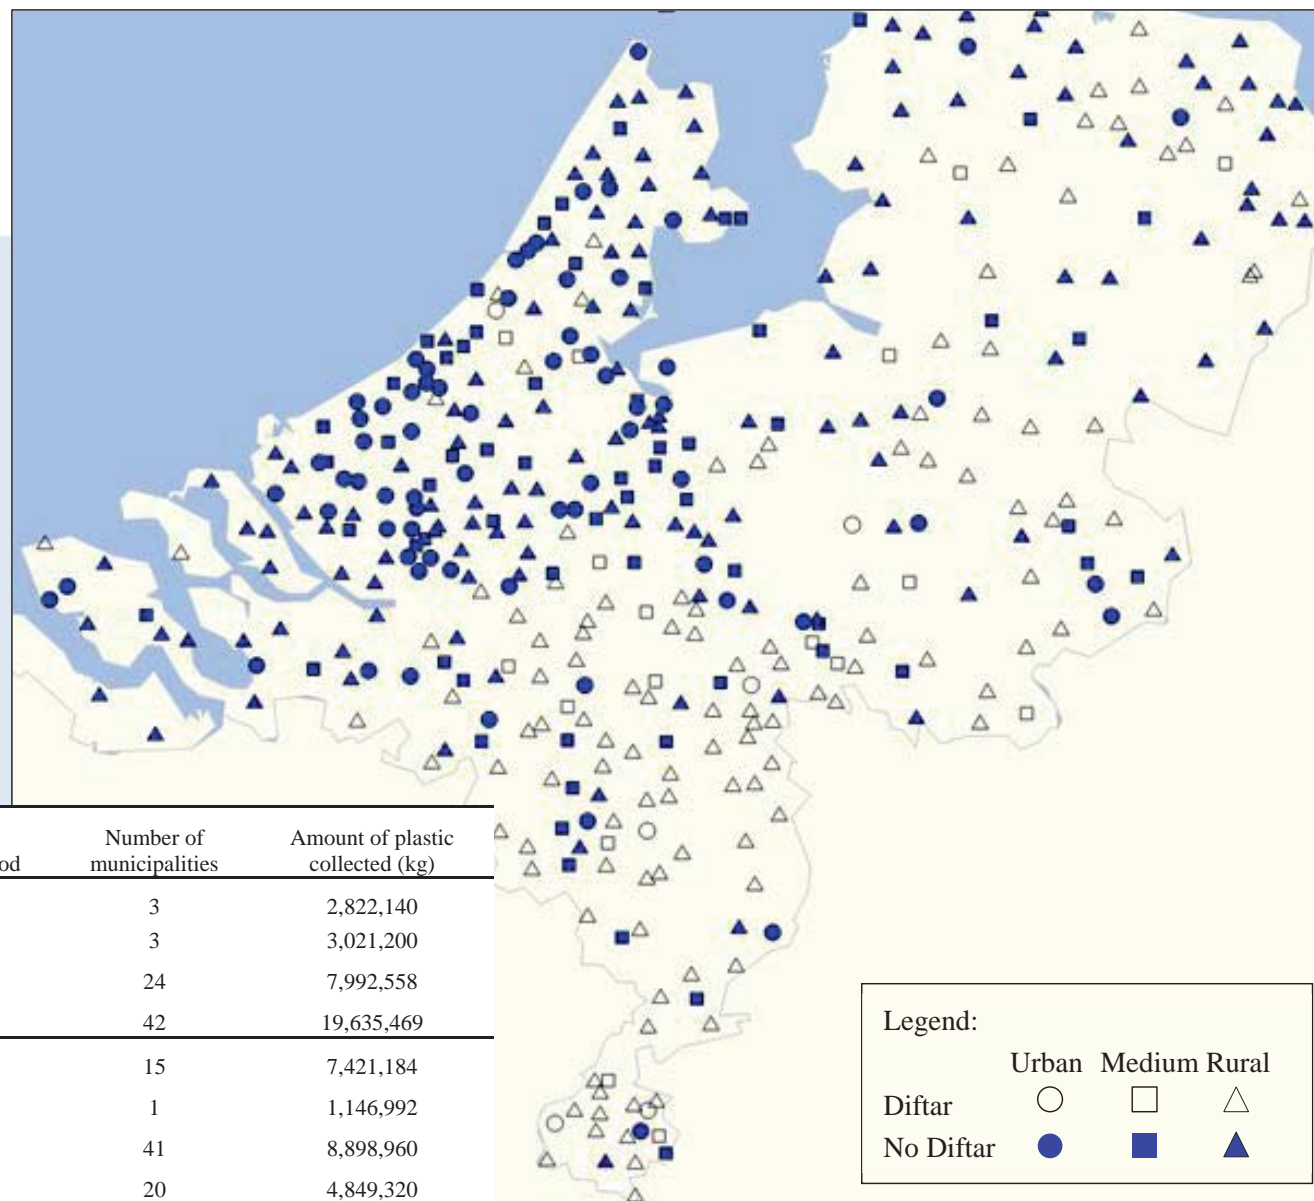 Number of Amount of plastic
municipalities collected (kg)
3 2,822,140
3 3,021,200
24 7,992,558
42 19,635,469
15 7,421,184
1 1,146,992
41 8,898,960
20 4,849,320
Legend:
Urban Medium Rural
Diftar
No Diftar